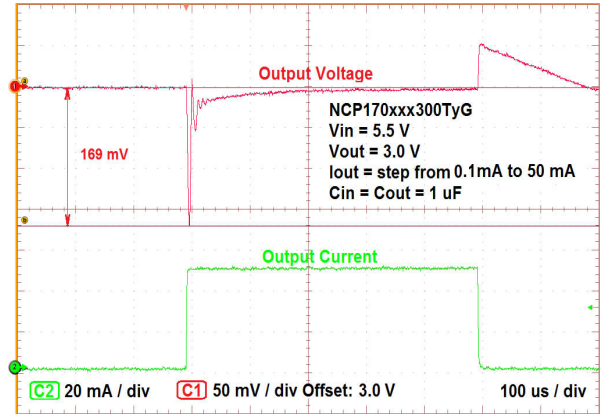 Output Voltage
1
a
169 mV
NCP170xxx300TyG
Vin = 5.5 V
Vout = 3.0 V
Iout = step from 0.1mA to 50 mA
Cin = Cout = 1 uF
b
Output Current
2
C2 20 mA / div C1 50 mV / div Offset: 3.0 V 100 us / div